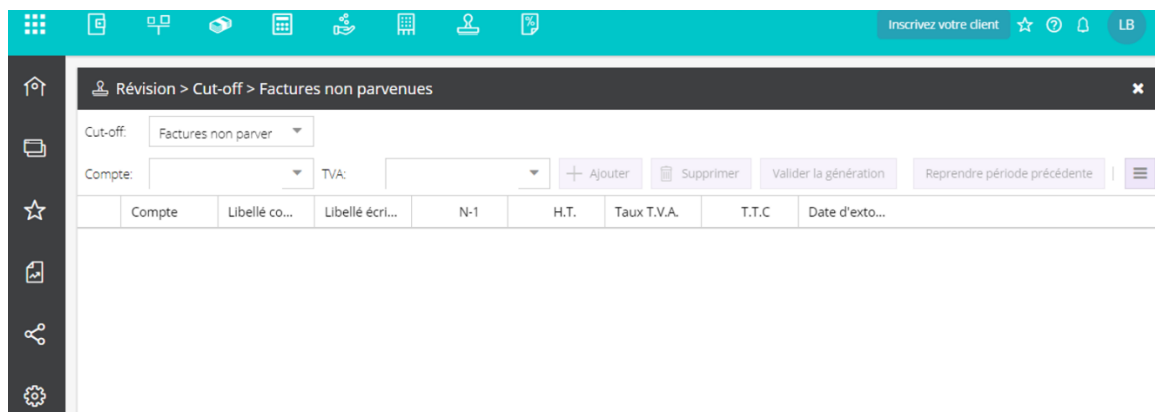 Inscrivez votre client
LB
Révision > Cut-off > Factures non parvenues
Cut-off: Factures non parver
Compte: TVA: Ajouter Supprimer Valider la génération Reprendre période précédente
Compte Libellé co... Libellé écri... N-1 H.T. Taux T.V.A. T.T.C Date d'exto...